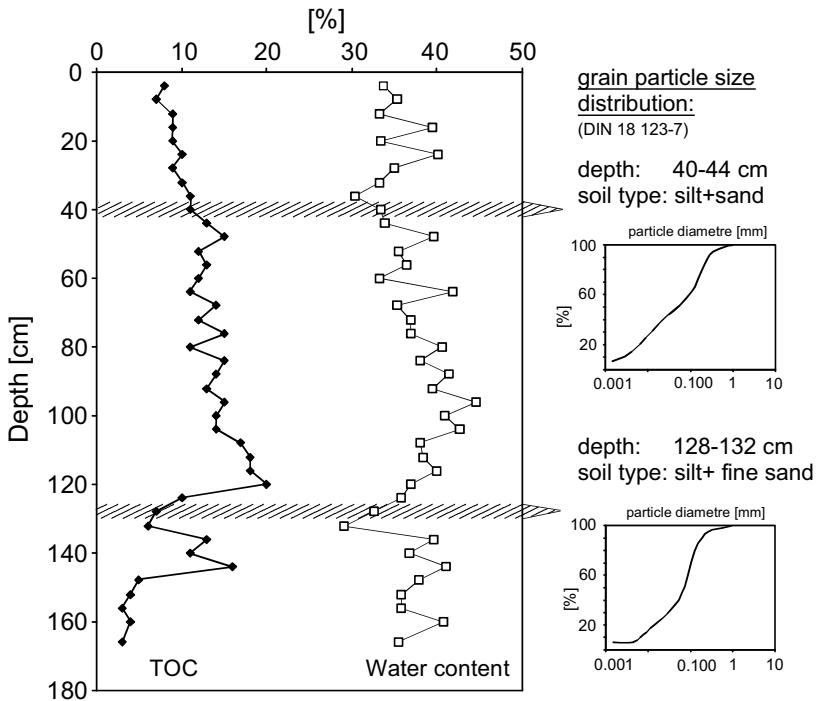 [%]
0 10 20 30 40 50
0
20
40
60
80
100
120
140
160
180
Depth [cm]
TOC
Water content
grain particle size
distribution:
(DIN 18 123-7)
depth: 40-44 cm
soil type: silt+sand
particle diametre [mm]
100
60
20
[%]
0.001 0.100 1 10
depth: 128-132 cm
soil type: silt+ fine sand
particle diametre [mm]
100
60
20
[%]
0.001 0.100 1 10